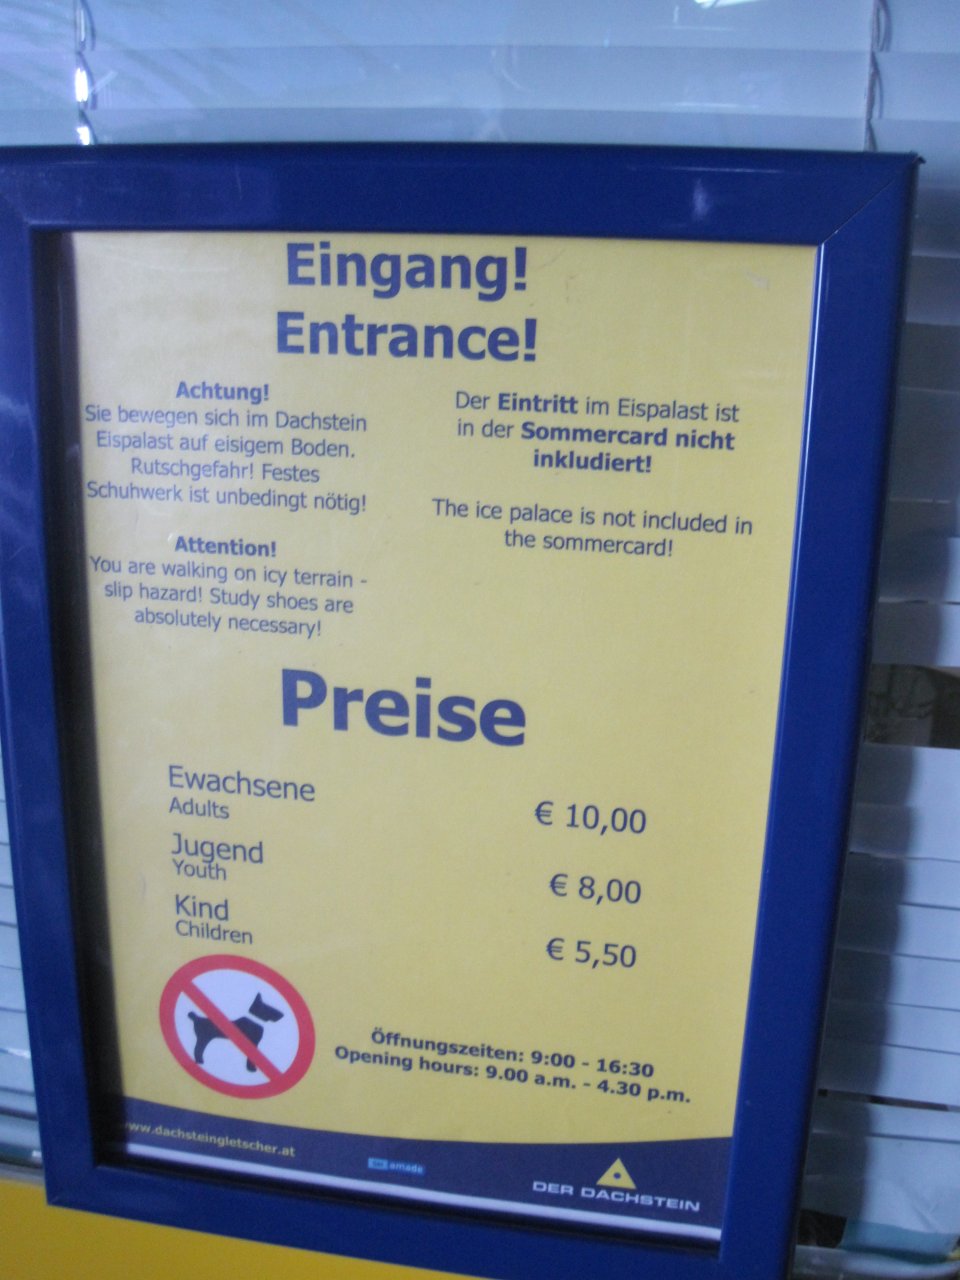 Eingang!
Entrance!
Achtung!
Sie bewegen sich im Dachstein
Eispalast auf eisigem Boden.
Rutschgefahr! Festes
Schuhwerk ist unbedingt nötig!
Attention!
You are walking on icy terrain -
slip hazard! Study shoes are
absolutely necessary!
Der Eintritt im Eispalast ist
in der Sommercard nicht
inkludiert!
The ice palace is not included in
the sommercard!
Preise
Ewachsene
Adults
€ 10,00
Jugend
Youth
€ 8,00
Kind
Children
€ 5,50
Öffnungszeiten: 9:00 - 16:30
Opening hours: 9.00 a.m. - 4.30 p.m.
www.dachsteingletscher.at
amade
DER DACHSTEIN